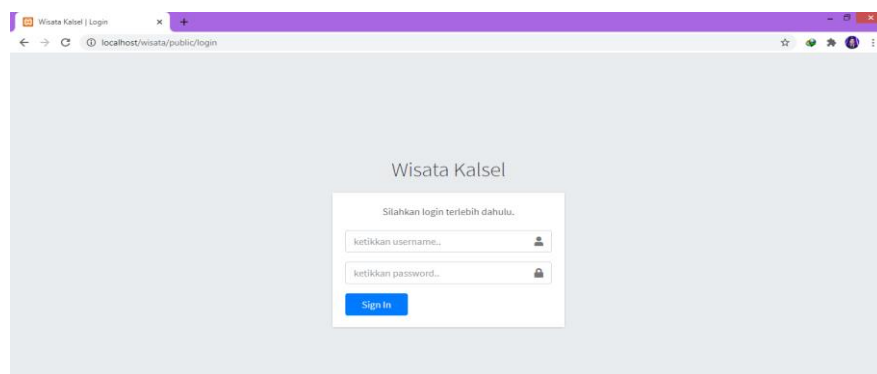 Wisata Kalsel | Login
localhost/wisata/public/login
Wisata Kalsel
Silahkan login terlebih dahulu.
ketikkan username..
ketikkan password..
Sign In